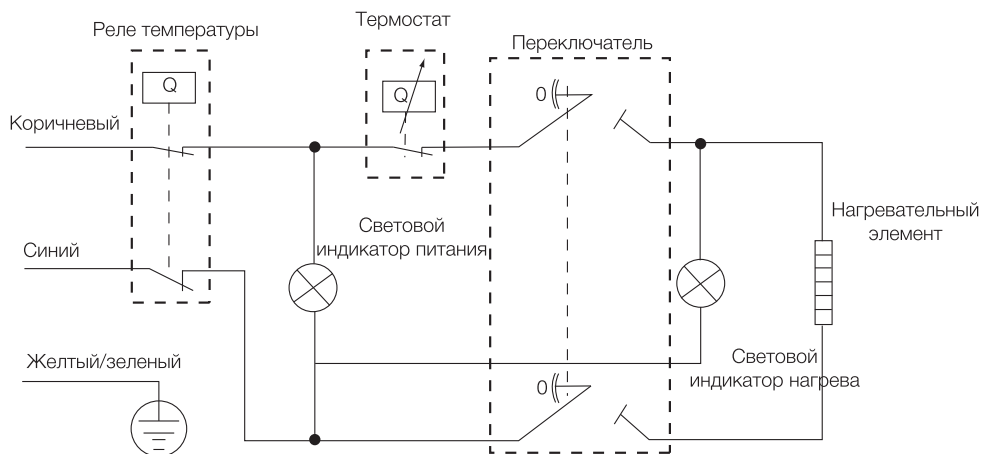 Реле температуры
Термостат
Переключатель
Q
Q
0
Коричневый
Нагревательный
элемент
Световой
индикатор питания
Синий
Желтый/зеленый
Световой
индикатор нагрева
0